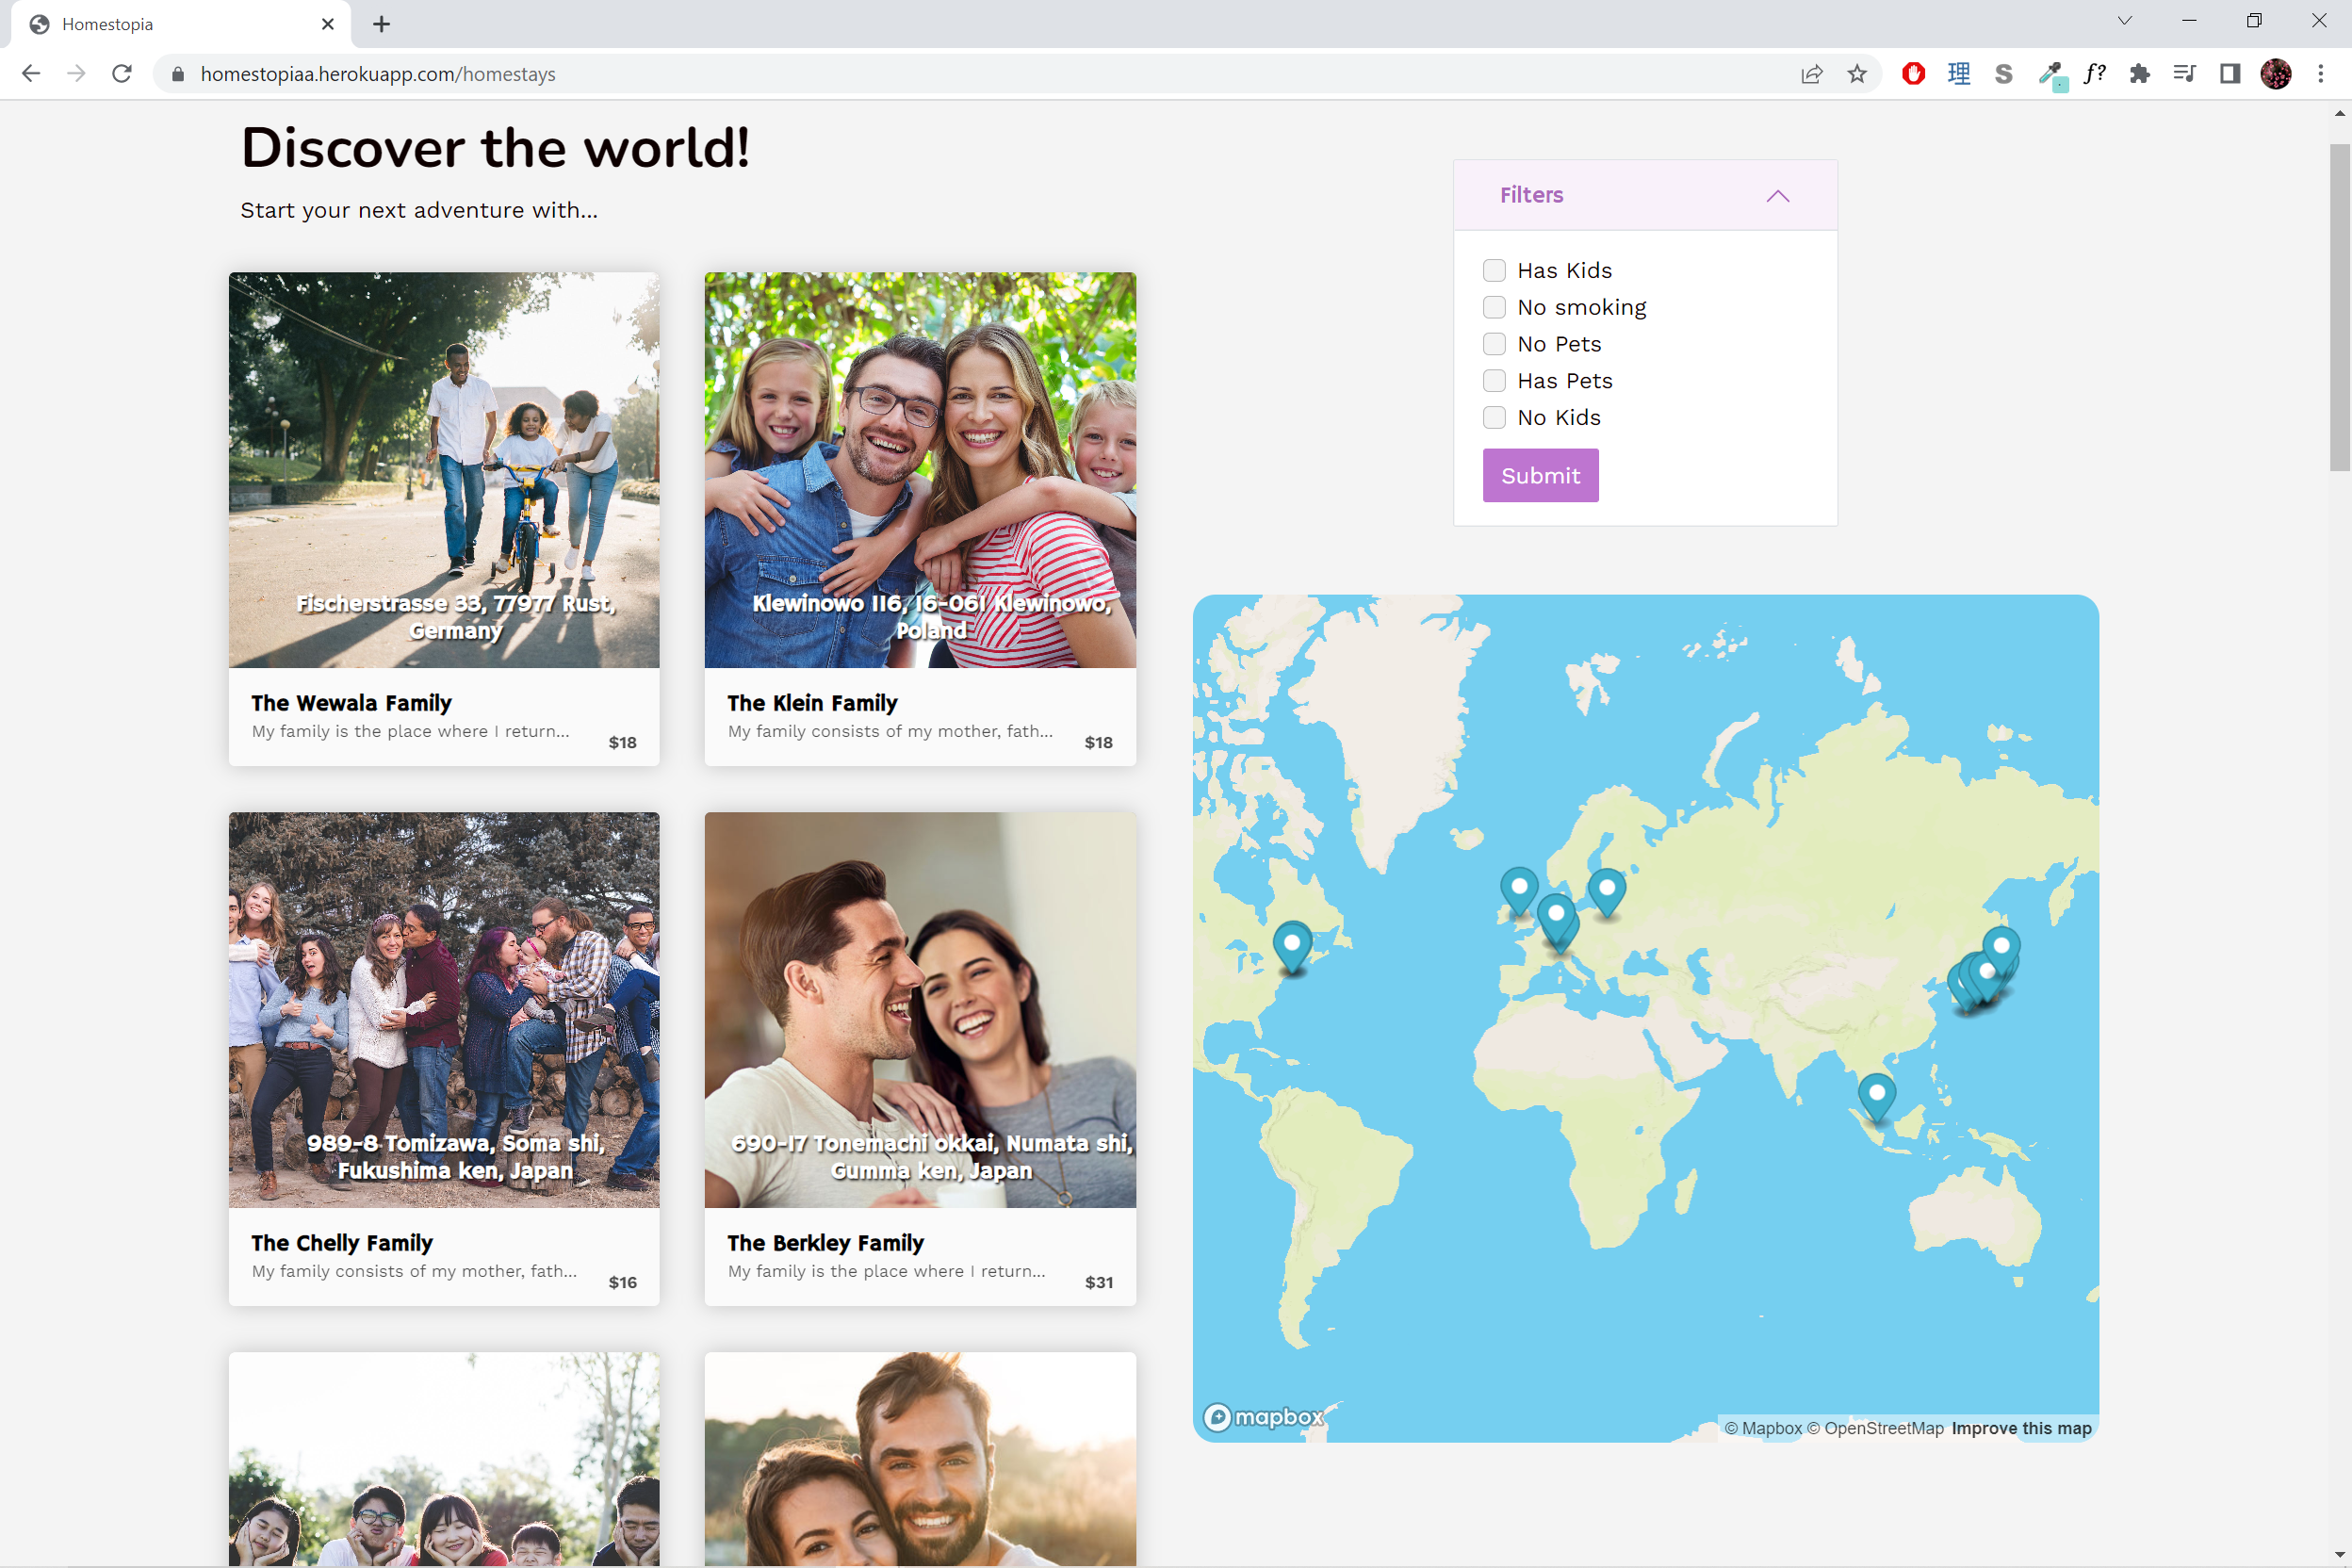 Homestopia
homestopiaa.herokuapp.com/homestays
理
S
f?
Discover the world!
Start your next adventure with...
Fischerstrasse 33, 77977 Rust,
Germany
The Wewala Family
My family is the place where I return...
$18
Klewinowo 116, 16-061 Klewinowo,
Poland
The Klein Family
My family consists of my mother, fath...
$18
989-8 Tomizawa, Soma shi,
Fukushima ken, Japan
The Chelly Family
My family consists of my mother, fath...
$16
690-17 Tonemachi okkai, Numata shi,
Gumma ken, Japan
The Berkley Family
My family is the place where I return...
$31
Filters
Has Kids
No smoking
No Pets
Has Pets
No Kids
Submit
mapbox
© Mapbox © OpenStreetMap Improve this map